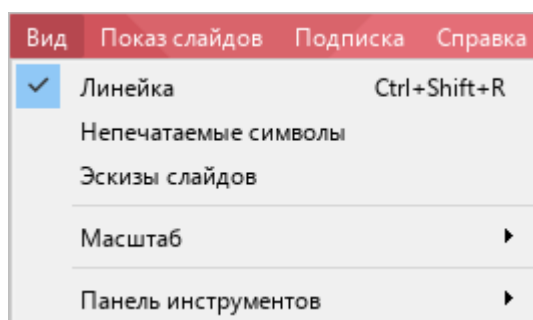 Вид Показ слайдов Подписка Справка
Линейка Ctrl+Shift+R
Непечатаемые символы
Эскизы слайдов
Масштаб
Панель инструментов